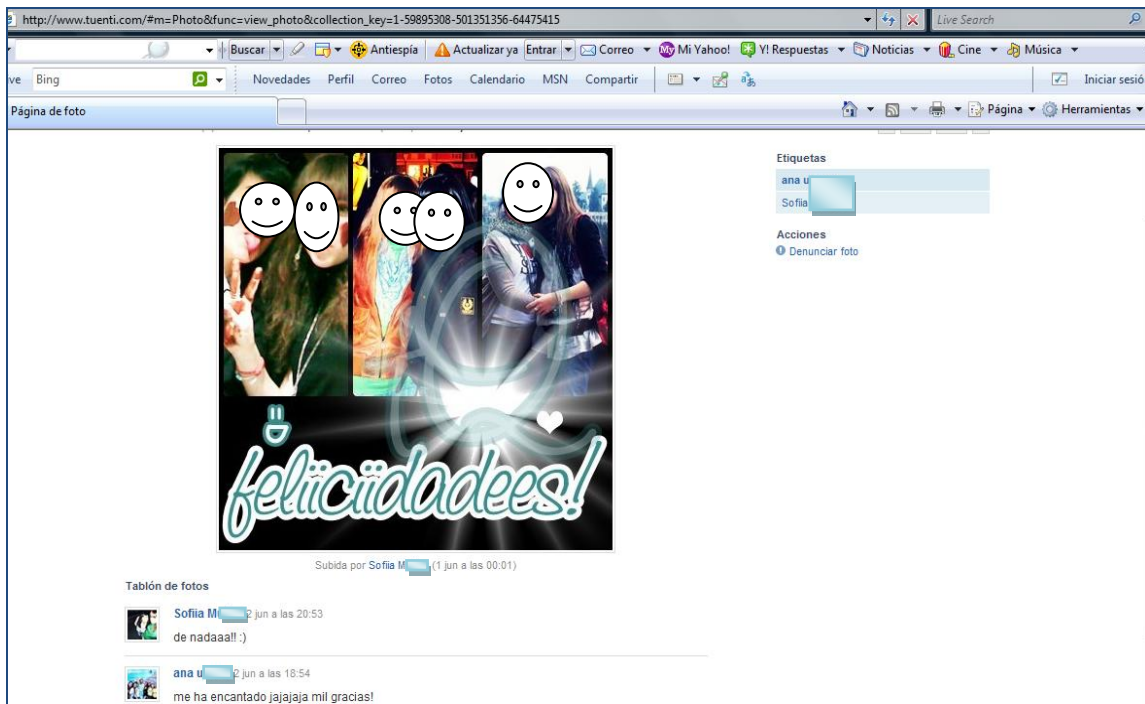 http://www.tuenti.com/#m=Photo&func=view_photo&collection_key=1-59895308-501351356-64475415
Live Search
Buscar Antiespía Actualizar ya Entrar Correo Mi Yahoo! Y! Respuestas Noticias Cine Música
Bing Novedades Perfil Correo Fotos Calendario MSN Compartir Iniciar sesió
Página de foto Página Herramientas
Etiquetas
ana u
Sofiia
Acciones
Denunciar foto
feliiciidadees!
Subida por Sofiia M (1 jun a las 00:01)
Tablón de fotos
Sofiia M 2 jun a las 20:53
de nadaaa!! :)
ana u 2 jun a las 18:54
me ha encantado jajajaja mil gracias!